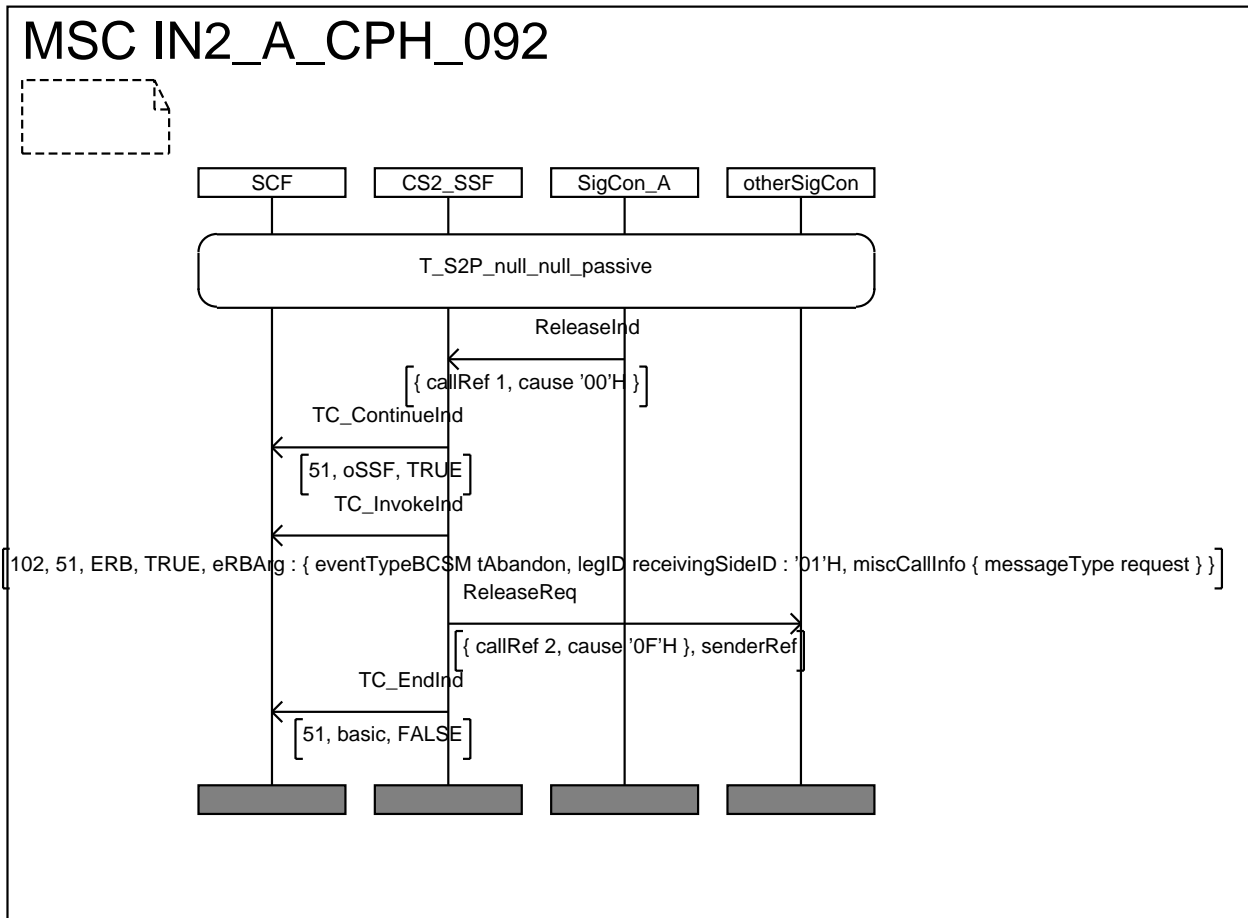 MSC IN2_A_CPH_092
SCF CS2_SSF SigCon_A otherSigCon
T_S2P_null_null_passive
ReleaseInd
{ callRef 1, cause ’00’H }
TC_ContinueInd
51, oSSF, TRUE
TC_InvokeInd
102, 51, ERB, TRUE, eRBArg : { eventTypeBCSM tAbandon, legID receivingSideID : ’01’H, miscCallInfo { messageType request } }
ReleaseReq
{ callRef 2, cause ’0F’H }, senderRef
TC_EndInd
51, basic, FALSE